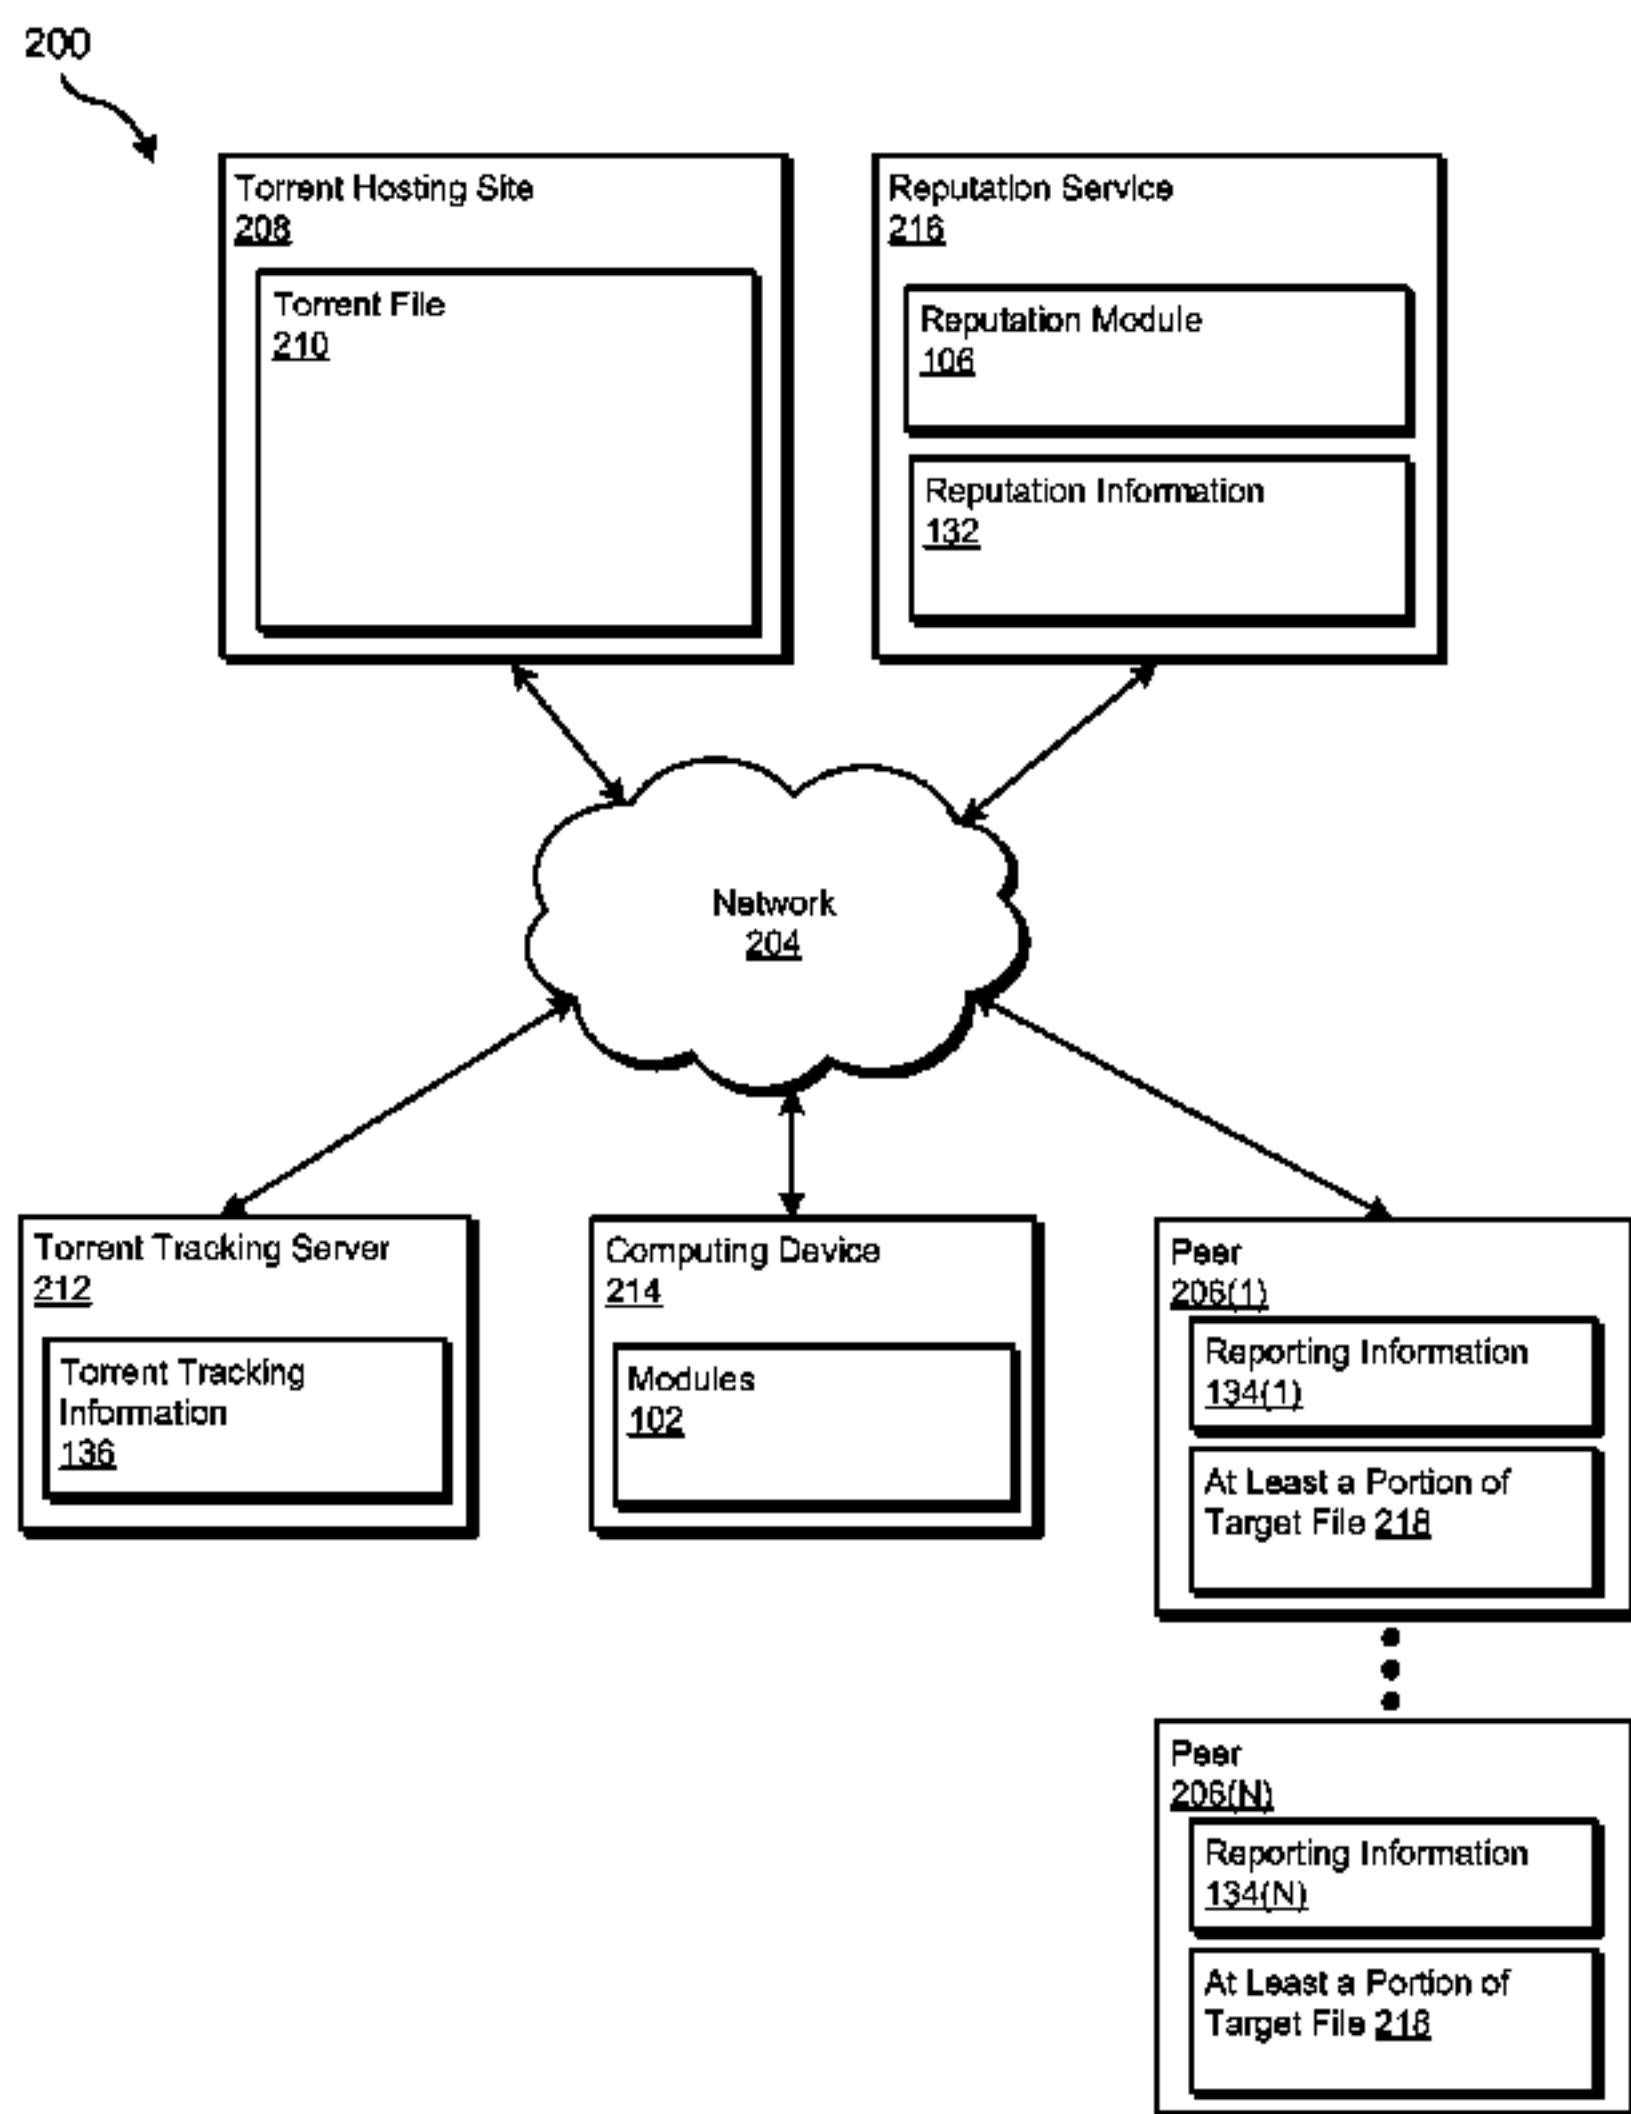 200
Torrent Hosting Site
208
Torrent File
210
Reputation Service
216
Reputation Module
106
Reputation Information
132
Network
204
Torrent Tracking Server
212
Torrent Tracking
Information
136
Computing Device
214
Modules
102
Peer
206(1)
Reporting Information
134(1)
At Least a Portion of
Target File 218
Peer
206(N)
Reporting Information
134(N)
At Least a Portion of
Target File 218